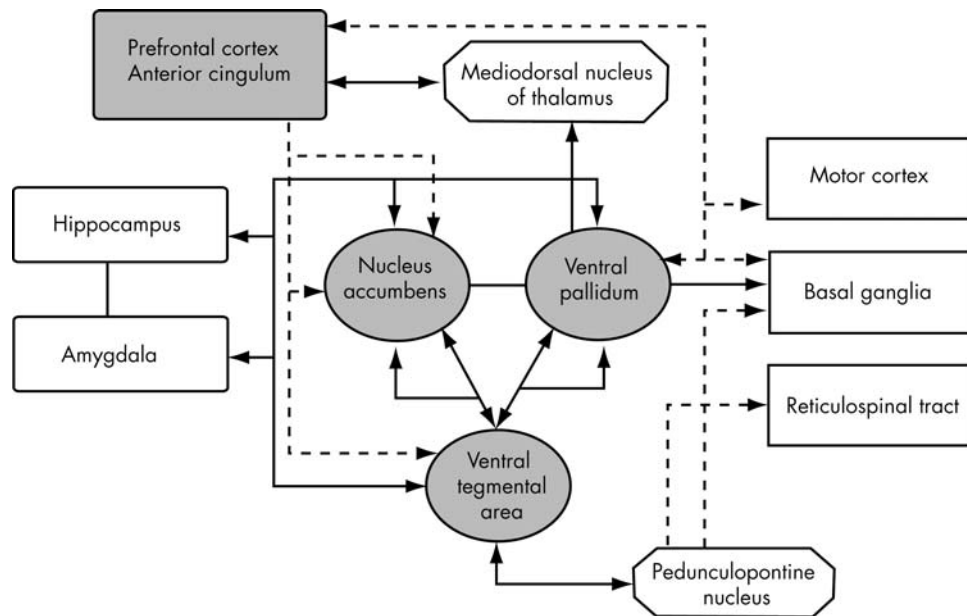 Prefrontal cortex
Anterior cingulum
Mediodorsal nucleus
of thalamus
Motor cortex
Hippocampus
Nucleus
accumbens
Ventral
pallidum
Basal ganglia
Amygdala
Reticulospinal tract
Ventral
tegmental
area
Pedunculopontine
nucleus